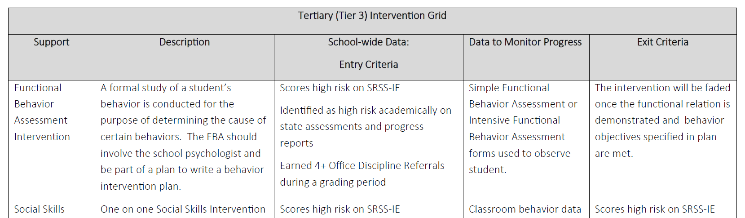 Tertiary (Tier 3) Intervention Grid
Support
Description
School-wide Data:
Entry Criteria
Data to Monitor Progress
Exit Criteria
Functional
Behavior
Assessment
Intervention
A formal study of a student's
behavior is conducted for the
purpose of determining the cause of
certain behaviors. The FBA should
involve the school psychologist and
be part of a plan to write a behavior
intervention plan.
Scores high risk on SRSS-IE
Identified as high risk academically on
state assessments and progress
reports
Earned 4+ Office Discipline Referrals
during a grading period
Simple Functional
Behavior Assessment or
Intensive Functional
Behavior Assessment
forms used to observe
student.
The intervention will be faded
once the functional relation is
demonstrated and behavior
objectives specified in plan
are met.
Social Skills
One on one Social Skills Intervention
Scores high risk on SRSS-IE
Classroom behavior data
Scores high risk on SRSS-IE